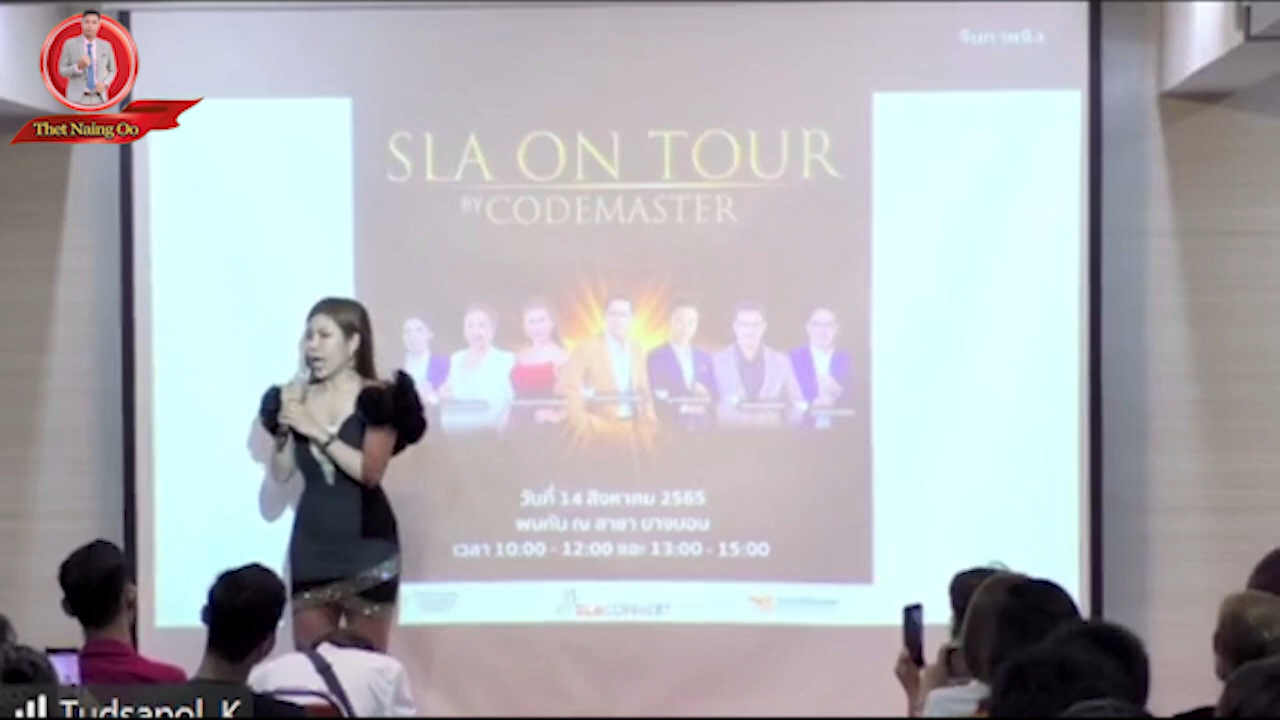 Thet Naing Oo
SLA ON TOUR
BY CODEMASTER
วันที่ 14 สิงหาคม 2565
พบกัน ณ สาขา บางบอน
เวลา 10:00 - 12:00 และ 13:00 - 15:00
SLACONNECT
Tudsapol K